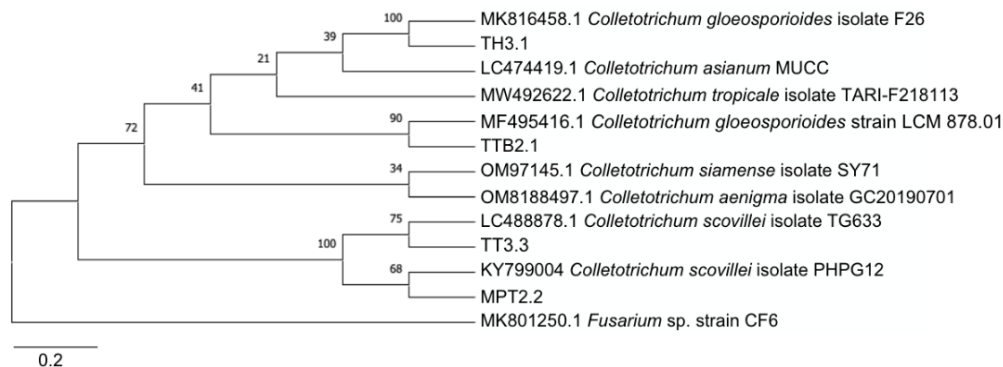 100
MK816458.1 Colletotrichum gloeosporioides isolate F26
39
TH3.1
21
LC474419.1 Colletotrichum asianum MUCC
41
MW492622.1 Colletotrichum tropicale isolate TARI-F218113
90
MF495416.1 Colletotrichum gloeosporioides strain LCM 878.01
72
TTB2.1
34
OM97145.1 Colletotrichum siamense isolate SY71
OM8188497.1 Colletotrichum aenigma isolate GC20190701
75
LC488878.1 Colletotrichum scovillei isolate TG633
100
TT3.3
68
KY799004 Colletotrichum scovillei isolate PHPG12
MPT2.2
MK801250.1 Fusarium sp. strain CF6
0.2